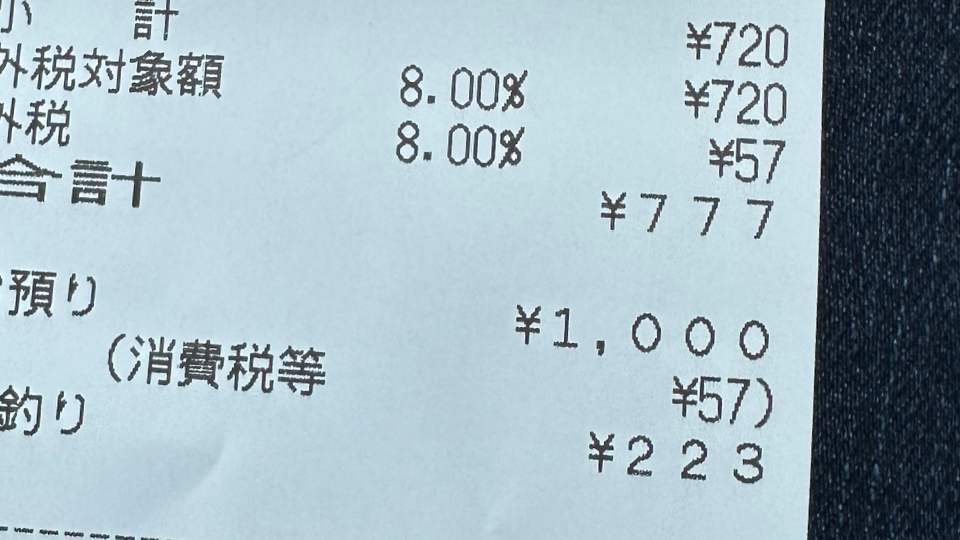 小 計 ¥720
外税対象額 8.00% ¥720
外税 8.00% ¥57
合計 ¥777
預り ¥1,000
(消費税等 ¥57)
釣り ¥223